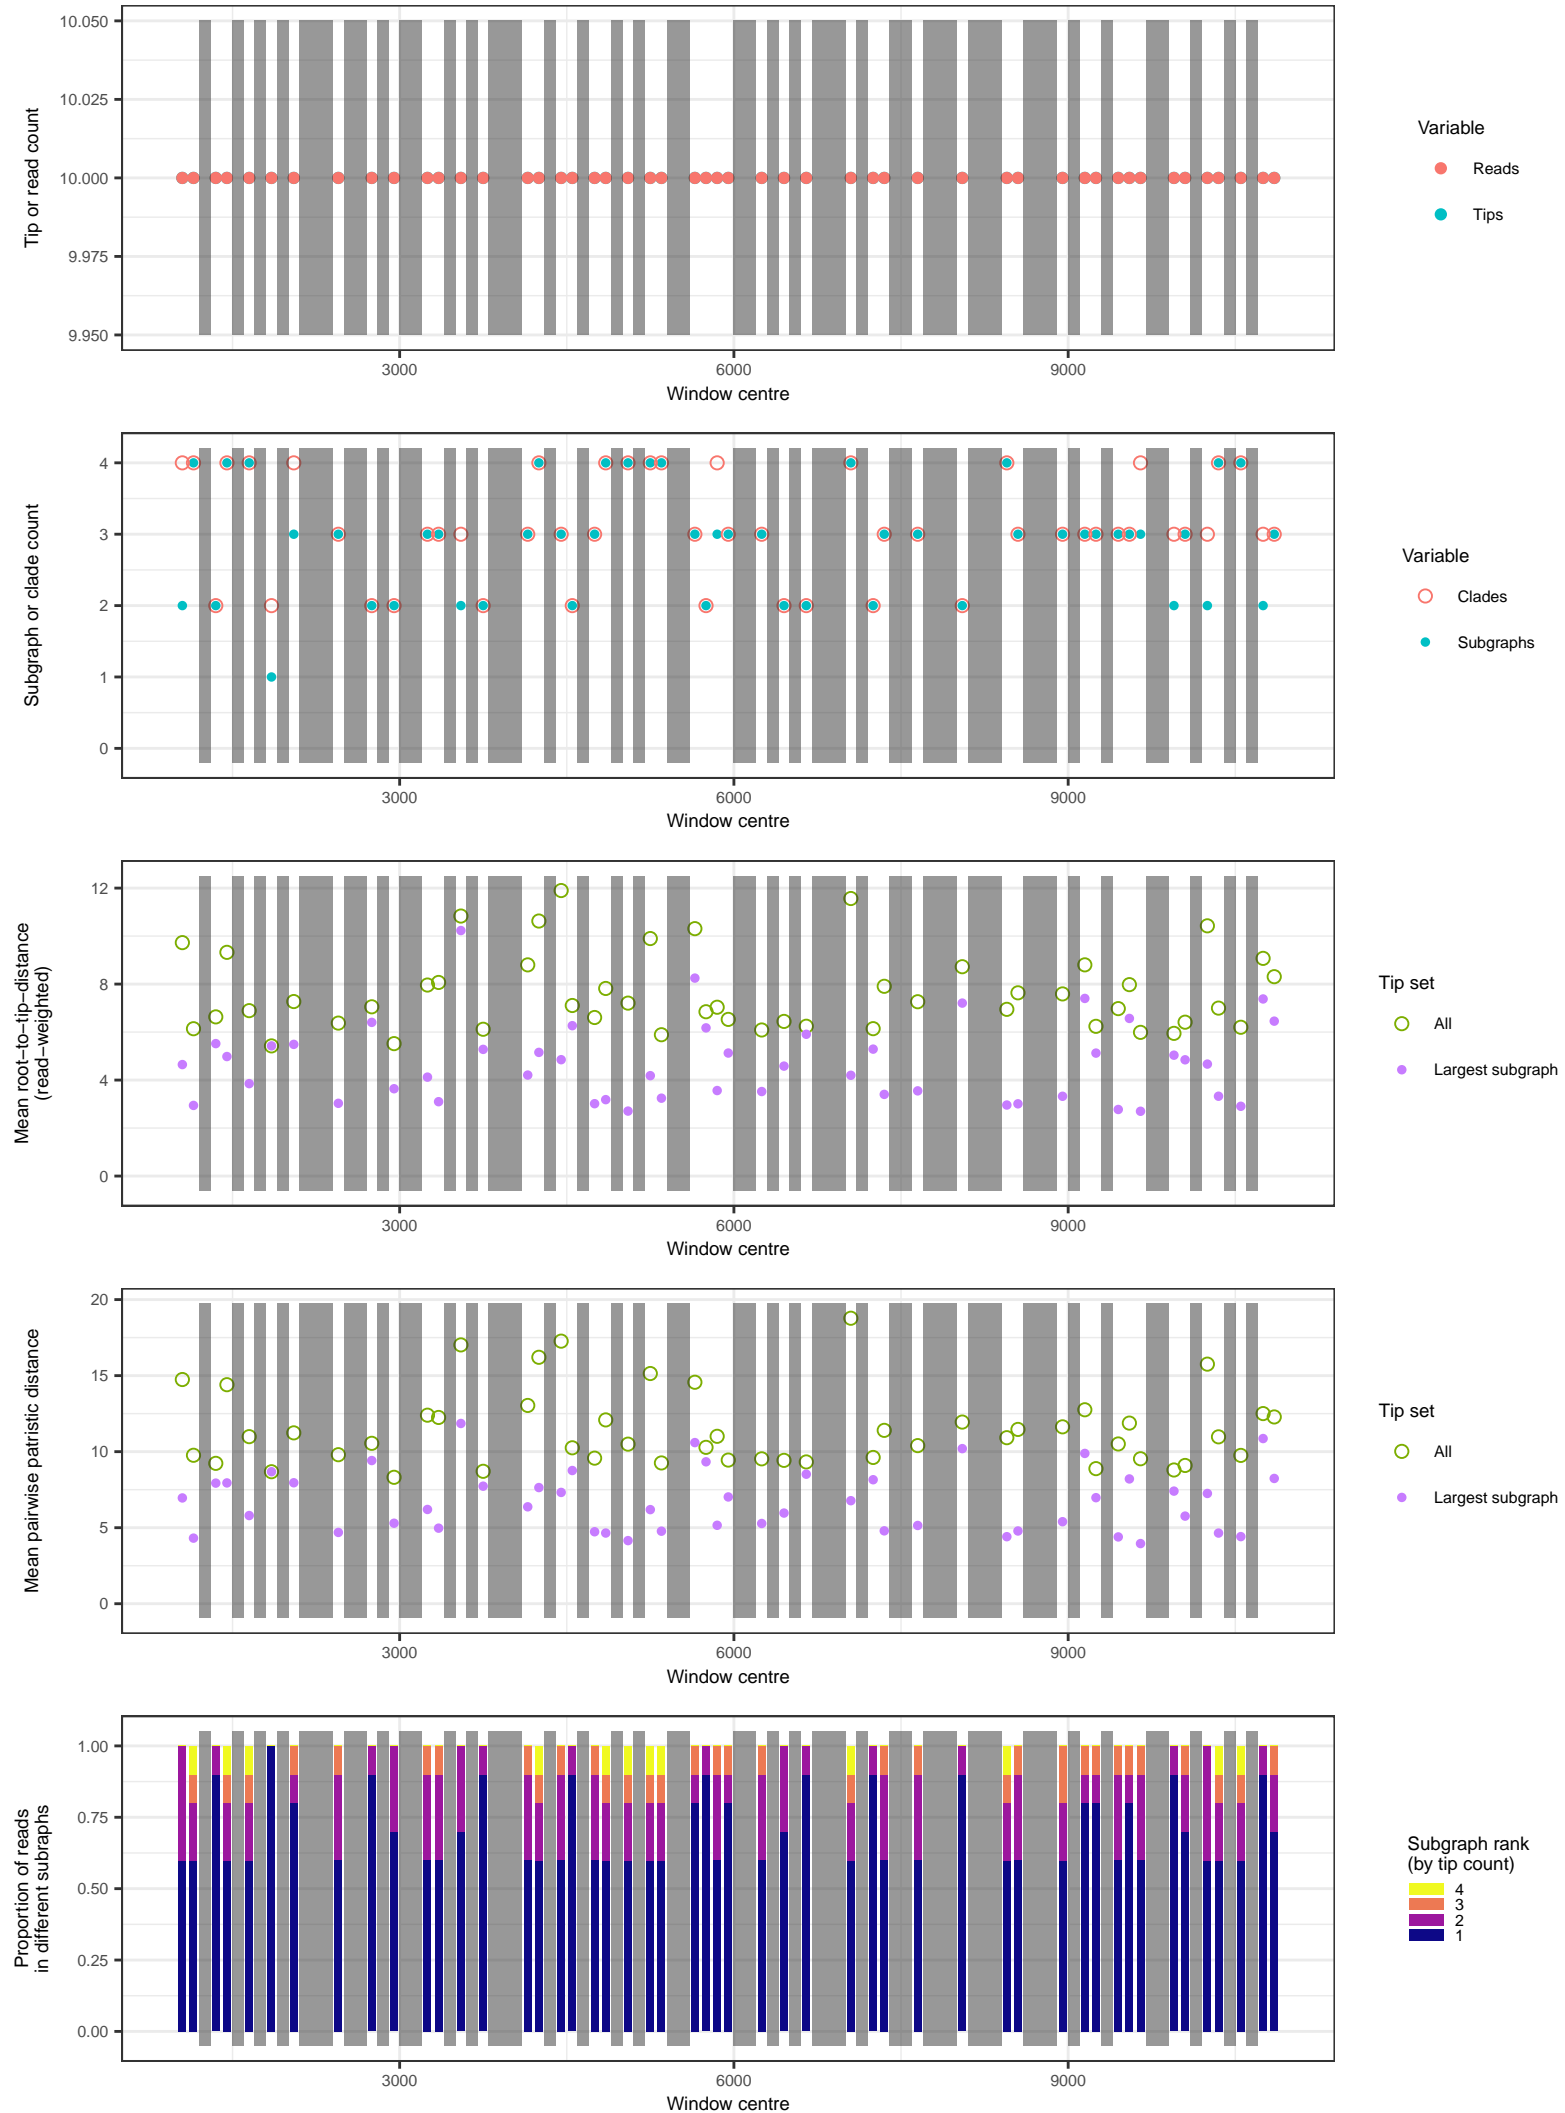 10.050
10.025
10.000
9.975
9.950
Tip or read count
3000 6000 9000
Window centre
Variable
Reads
Tips
4
3
2
1
0
Subgraph or clade count
3000 6000 9000
Window centre
Variable
Clades
Subgraphs
12
8
4
0
Mean root−to−tip−distance
(read−weighted)
3000 6000 9000
Window centre
Tip set
All
Largest subgraph
20
15
10
5
0
Mean pairwise patristic distance
3000 6000 9000
Window centre
Tip set
All
Largest subgraph
1.00
0.75
0.50
0.25
0.00
Proportion of reads
in different subraphs
3000 6000 9000
Window centre
Subgraph rank
(by tip count)
4
3
2
1